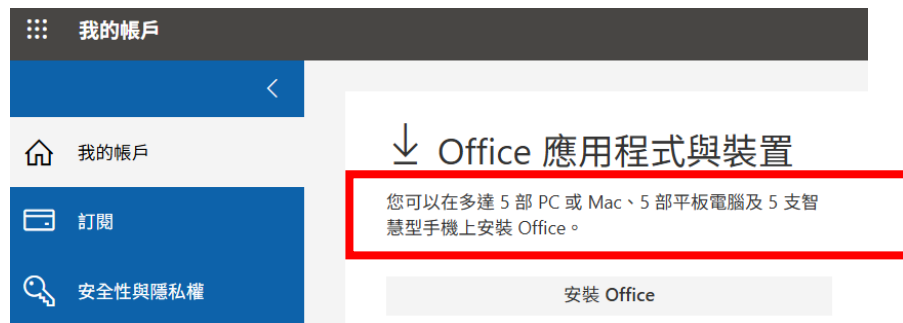 我的帳戶
我的帳戶
訂閱
安全性與隱私權
Office 應用程式與裝置
您可以在多達 5 部 PC 或 Mac、5 部平板電腦及 5 支智
慧型手機上安裝 Office。
安裝 Office